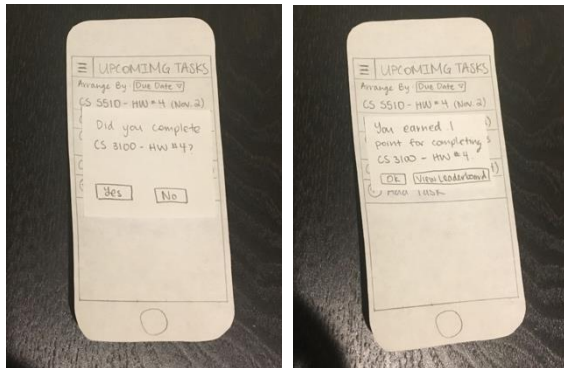 ☰ UPCOMIMG TASKS
Arrange By Due Date ▽
CS 5510 - HW #4 (Nov. 2)
Did you complete
CS 3100 - HW #4?
Yes No
☰ UPCOMIMG TASKS
Arrange By Due Date ▽
CS 5510 - HW #4 (Nov. 2)
You earned 1
point for completing
CS 3100 - HW #4.
OK View Leaderboard
Task